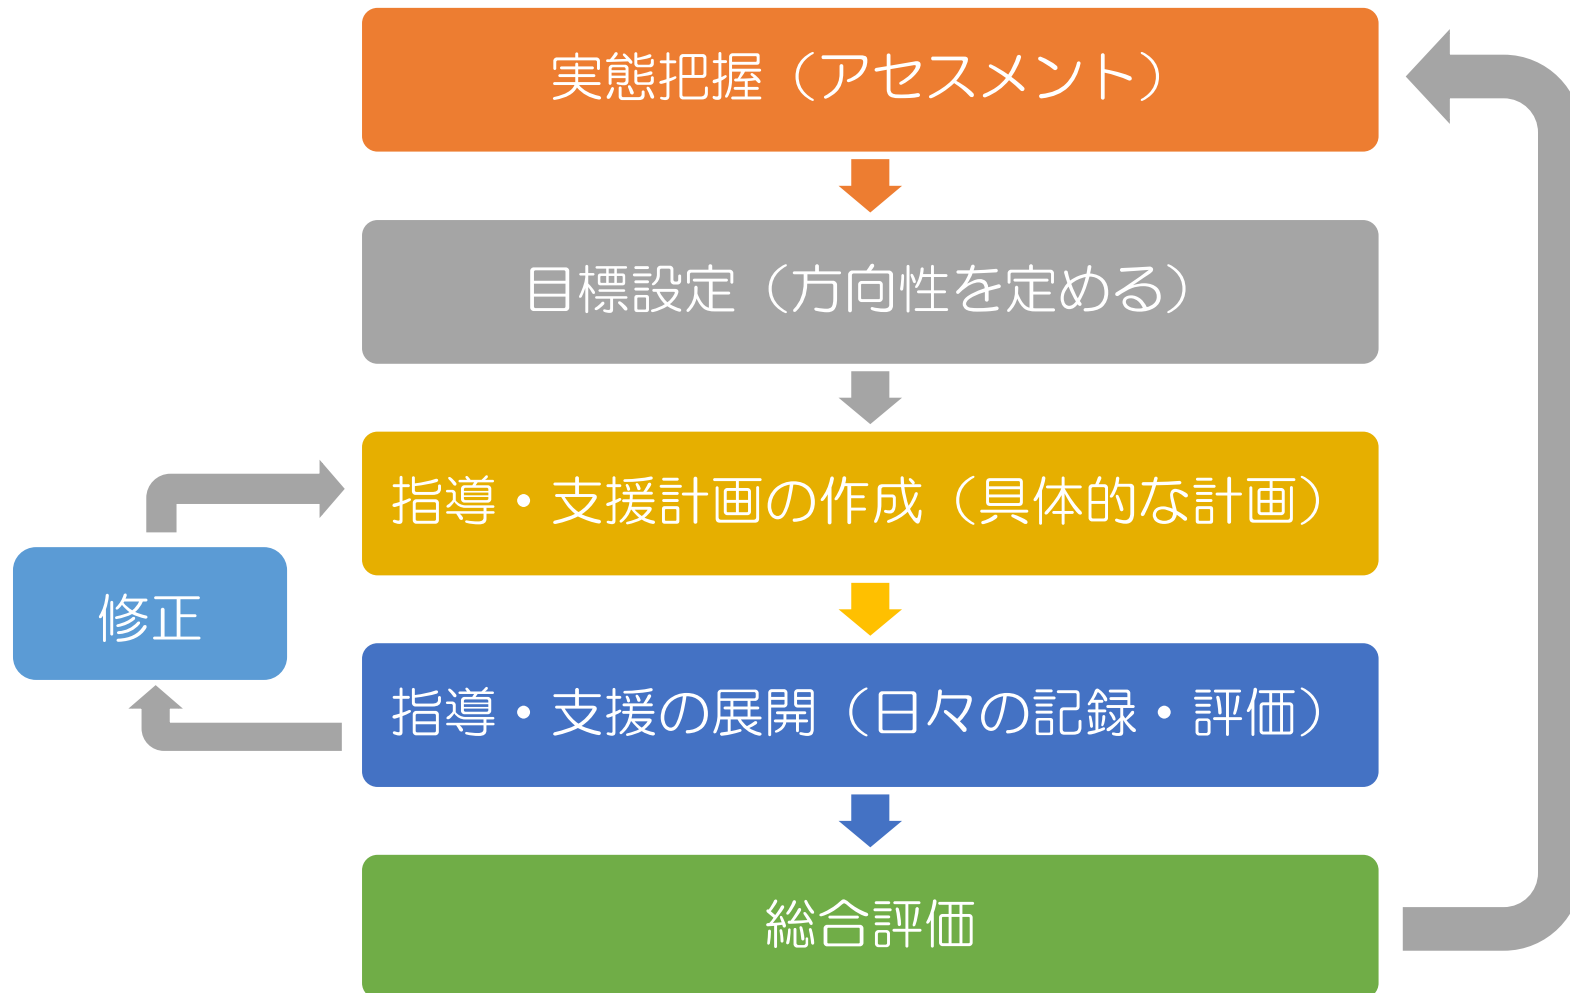 実態把握（アセスメント）
目標設定（方向性を定める）
指導・支援計画の作成（具体的な計画）
修正
指導・支援の展開（日々の記録・評価）
総合評価